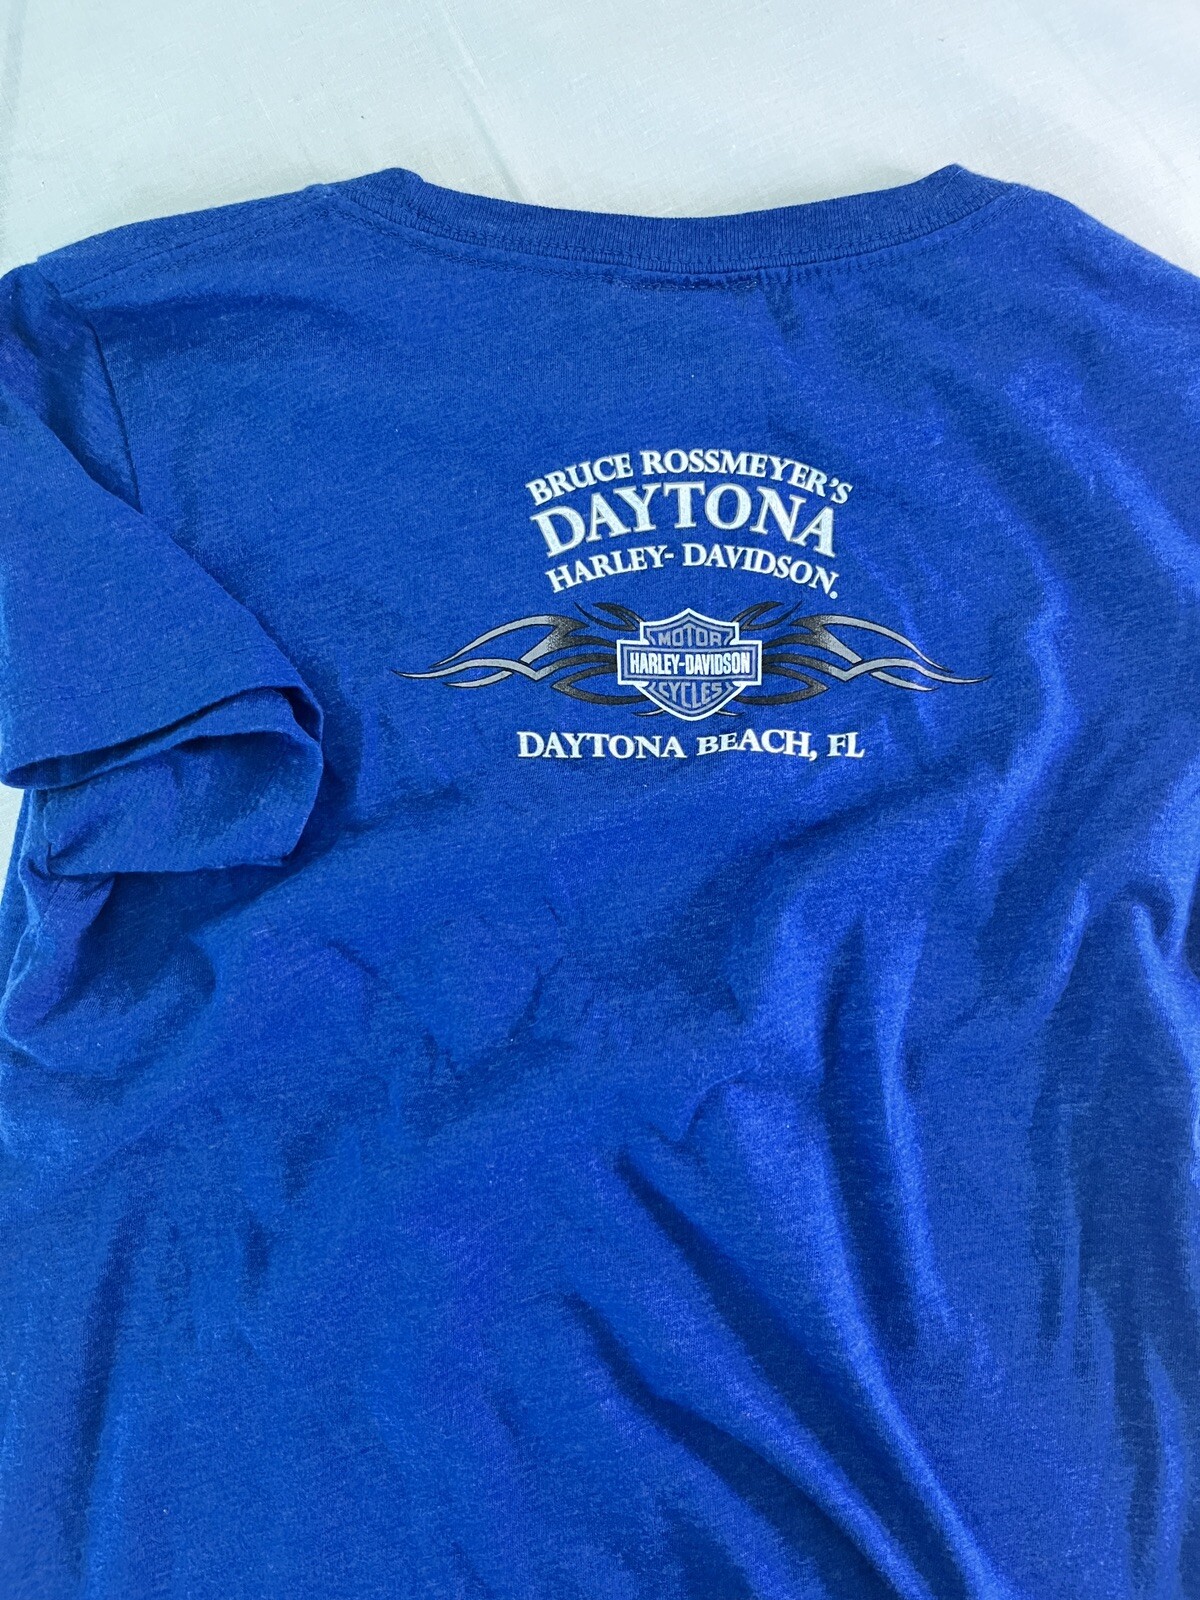 BRUCE ROSSMEYER'S
DAYTONA
HARLEY-DAVIDSON®
MOTOR
HARLEY-DAVIDSON
CYCLES
DAYTONA BEACH, FL